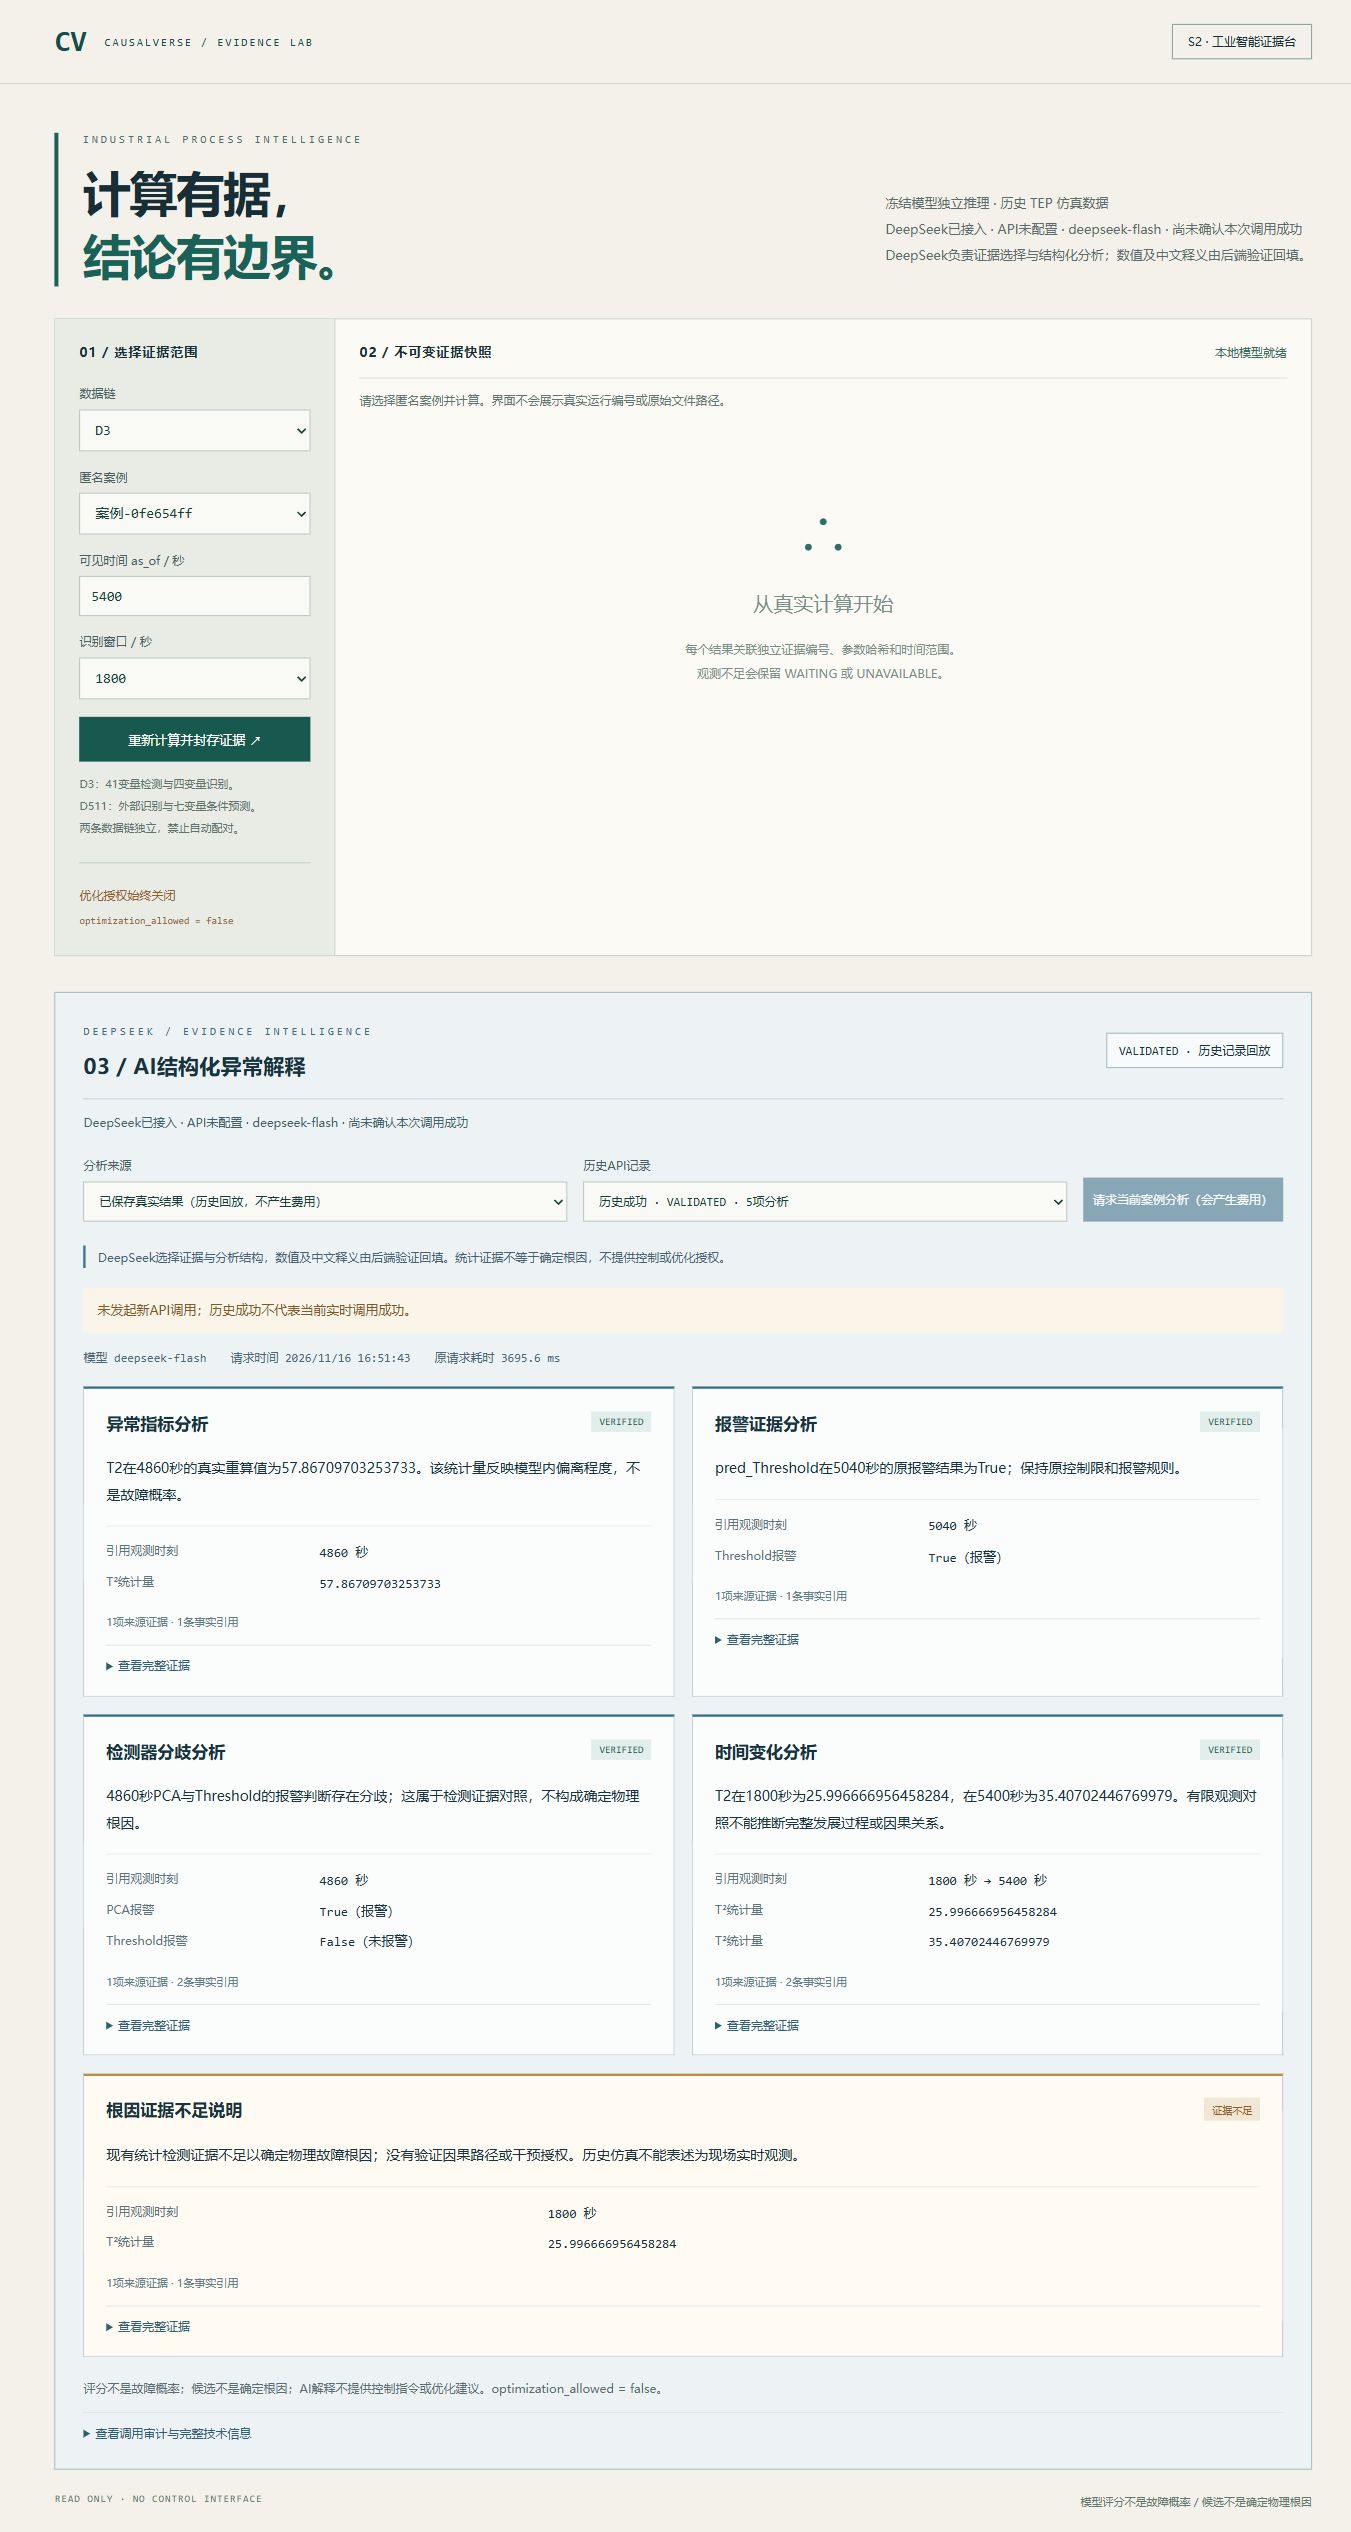 CV CAUSALVERSE / EVIDENCE LAB
S2 · 工业智能证据台
INDUSTRIAL PROCESS INTELLIGENCE
计算有据，
结论有边界。
冻结模型独立推理 · 历史 TEP 仿真数据
DeepSeek已接入 · API未配置 · deepseek-flash · 尚未确认本次调用成功
DeepSeek负责证据选择与结构化分析；数值及中文释义由后端验证回填。
01 / 选择证据范围
数据链
D3
匿名案例
案例-0fe654ff
可见时间 as_of / 秒
5400
识别窗口 / 秒
1800
重新计算并封存证据 ↗
D3：41变量检测与四变量识别。
D511：外部识别与七变量条件预测。
两条数据链独立，禁止自动配对。
优化授权始终关闭
optimization_allowed = false
02 / 不可变证据快照
本地模型就绪
请选择匿名案例并计算。界面不会展示真实运行编号或原始文件路径。
从真实计算开始
每个结果关联独立证据编号、参数哈希和时间范围。
观测不足会保留 WAITING 或 UNAVAILABLE。
DEEPSEEK / EVIDENCE INTELLIGENCE
03 / AI结构化异常解释
VALIDATED · 历史记录回放
DeepSeek已接入 · API未配置 · deepseek-flash · 尚未确认本次调用成功
分析来源
已保存真实结果（历史回放，不产生费用）
历史API记录
历史成功 · VALIDATED · 5项分析
请求当前案例分析（会产生费用）
DeepSeek选择证据与分析结构，数值及中文释义由后端验证回填。统计证据不等于确定根因，不提供控制或优化授权。
未发起新API调用；历史成功不代表当前实时调用成功。
模型 deepseek-flash 请求时间 2026/11/16 16:51:43 原请求耗时 3695.6 ms
异常指标分析
VERIFIED
T2在4860秒的真实重算值为57.86709703253733。该统计量反映模型内偏离程度，不
是故障概率。
引用观测时刻 4860 秒
T²统计量 57.86709703253733
1项来源证据 · 1条事实引用
▶ 查看完整证据
报警证据分析
VERIFIED
pred_Threshold在5040秒的原报警结果为True；保持原控制限和报警规则。
引用观测时刻 5040 秒
Threshold报警 True（报警）
1项来源证据 · 1条事实引用
▶ 查看完整证据
检测器分歧分析
VERIFIED
4860秒PCA与Threshold的报警判断存在分歧；这属于检测证据对照，不构成确定物理
根因。
引用观测时刻 4860 秒
PCA报警 True（报警）
Threshold报警 False（未报警）
1项来源证据 · 2条事实引用
▶ 查看完整证据
时间变化分析
VERIFIED
T2在1800秒为25.996666956458284，在5400秒为35.40702446769979。有限观测对
照不能推断完整发展过程或因果关系。
引用观测时刻 1800 秒 → 5400 秒
T²统计量 25.996666956458284
T²统计量 35.40702446769979
1项来源证据 · 2条事实引用
▶ 查看完整证据
根因证据不足说明
证据不足
现有统计检测证据不足以确定物理故障根因；没有验证因果路径或干预授权。历史仿真不能表述为现场实时观测。
引用观测时刻 1800 秒
T²统计量 25.996666956458284
1项来源证据 · 1条事实引用
▶ 查看完整证据
评分不是故障概率；候选不是确定根因；AI解释不提供控制指令或优化建议。optimization_allowed = false。
▶ 查看调用审计与完整技术信息
READ ONLY · NO CONTROL INTERFACE
模型评分不是故障概率 / 候选不是确定物理根因